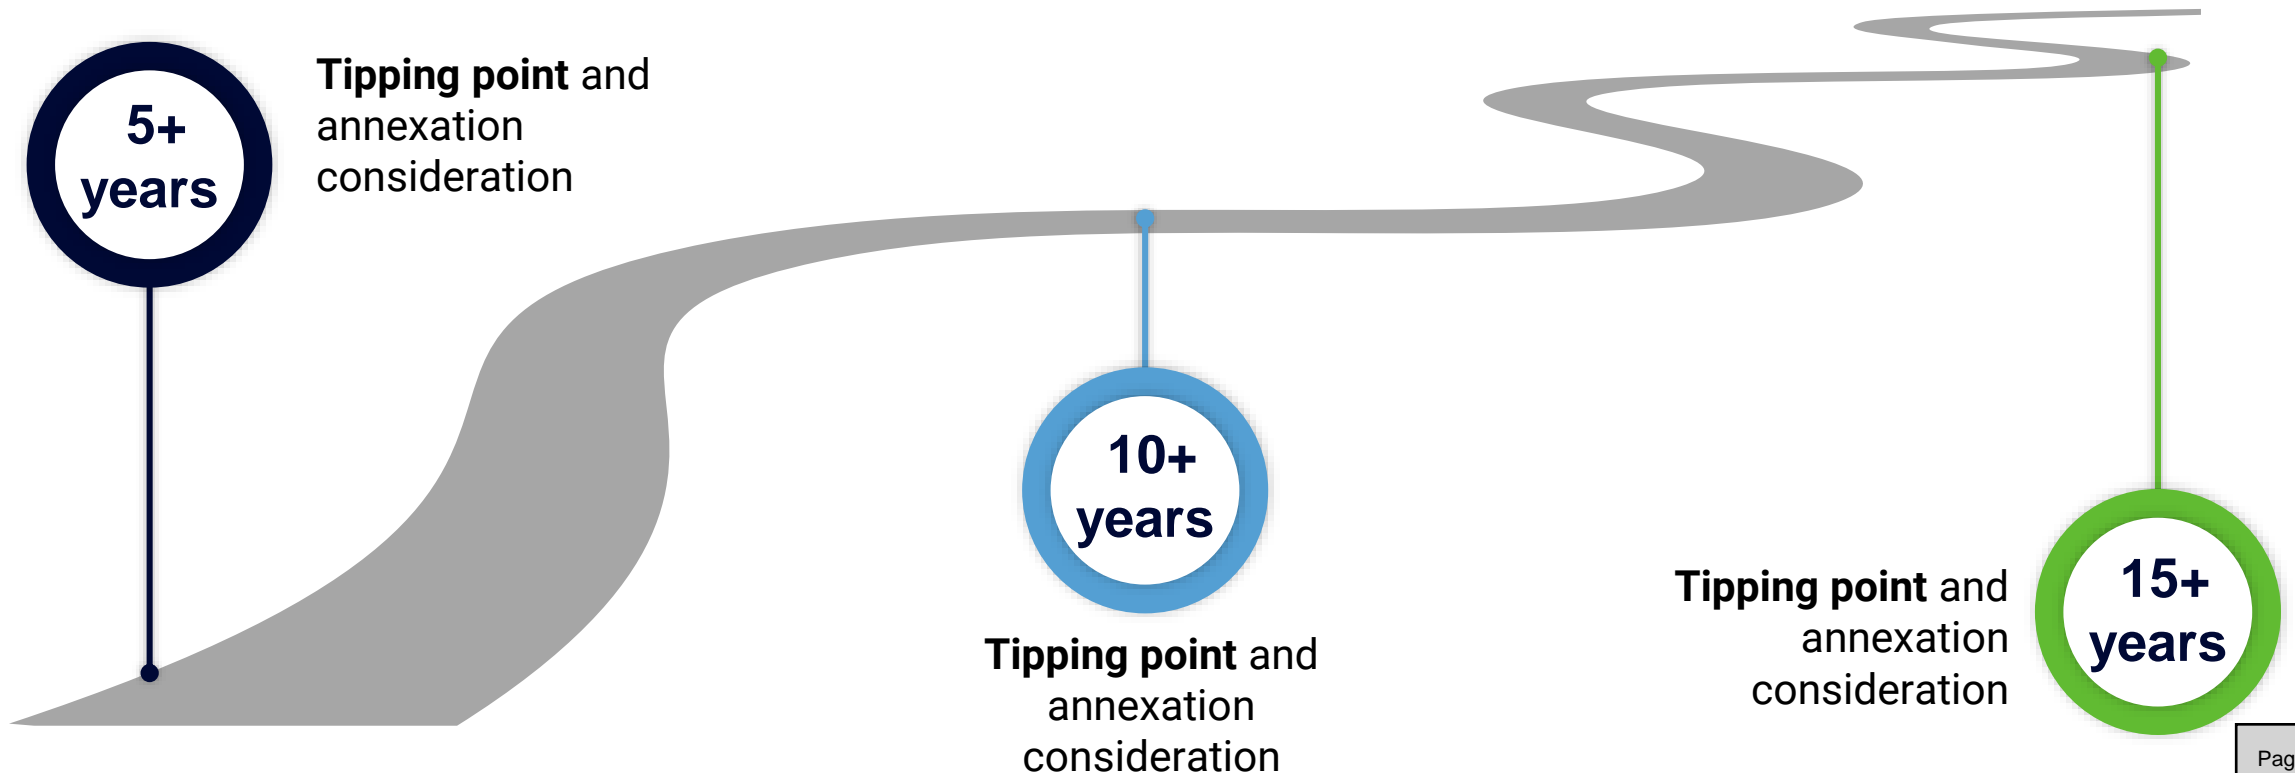 5+
years
Tipping point and
annexation
consideration
10+
years
Tipping point and
annexation
consideration
Tipping point and
annexation
consideration
15+
years